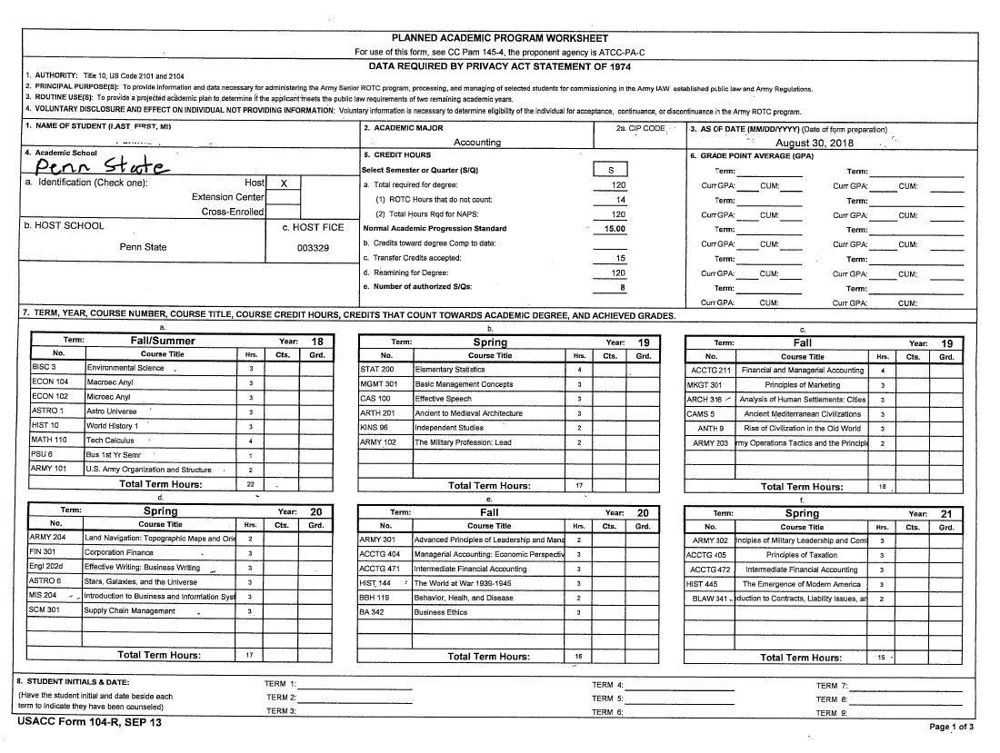 PLANNED ACADEMIC PROGRAM WORKSHEET
For use of this form, see CC Pam 145-4, the proponent agency is ATCC-PA-C
DATA REQUIRED BY PRIVACY ACT STATEMENT OF 1974
1. AUTHORITY: Title 10, US Code 2101 and 2104
2. PRINCIPAL PURPOSE(S): To provide information and data necessary for administering the Army Senior ROTC program, processing, and managing of selected students for commissioning in the Army IAW established public law and Army Regulations.
3. ROUTINE USE(S): To provide a projected academic plan to determine if the applicant meets the public law requirements of two remaining academic years.
4. VOLUNTARY DISCLOSURE AND EFFECT ON INDIVIDUAL NOT PROVIDING INFORMATION: Voluntary information is necessary to determine eligibility of the individual for acceptance, continuance, or discontinuance in the Army ROTC program.
1. NAME OF STUDENT (LAST, FIRST, MI)
2. ACADEMIC MAJOR 2a. CIP CODE
Accounting
3. AS OF DATE (MM/DD/YYYY) (Date of form preparation)
August 30, 2018
4. Academic School
Penn State
a. Identification (Check one): Host X
Extension Center
Cross-Enrolled
b. HOST SCHOOL c. HOST FICE
Penn State 003329
5. CREDIT HOURS
Select Semester or Quarter (S/Q) S
a. Total required for degree: 120
(1) ROTC Hours that do not count: 14
(2) Total Hours Rqd for NAPS: 120
Normal Academic Progression Standard 15.00
b. Credits toward degree Comp to date:
c. Transfer Credits accepted: 15
d. Reamining for Degree: 120
e. Number of authorized S/Qs: 8
6. GRADE POINT AVERAGE (GPA)
Term: Term:
Curr GPA: CUM: Curr GPA: CUM:
Term: Term:
Curr GPA: CUM: Curr GPA: CUM:
Term: Term:
Curr GPA: CUM: Curr GPA: CUM:
Term: Term:
Curr GPA: CUM: Curr GPA: CUM:
Term: Term:
Curr GPA: CUM: Curr GPA: CUM:
7. TERM, YEAR, COURSE NUMBER, COURSE TITLE, COURSE CREDIT HOURS, CREDITS THAT COUNT TOWARDS ACADEMIC DEGREE, AND ACHIEVED GRADES.
a.
Term: Fall/Summer Year: 18
No. Course Title Hrs. Cts. Grd.
BISC 3 Environmental Science 3
ECON 104 Macroec Anyl 3
ECON 102 Microec Anyl 3
ASTRO 1 Astro Universe 3
HIST 10 World History 1 3
MATH 110 Tech Calculus 4
PSU 6 Bus 1st Yr Semr 1
ARMY 101 U.S. Army Organization and Structure 2
Total Term Hours: 22
b.
Term: Spring Year: 19
No. Course Title Hrs. Cts. Grd.
STAT 200 Elementary Statistics 4
MGMT 301 Basic Management Concepts 3
CAS 100 Effective Speech 3
ARTH 201 Ancient to Medieval Architecture 3
KINS 96 Independent Studies 2
ARMY 102 The Military Profession: Lead 2
Total Term Hours: 17
c.
Term: Fall Year: 19
No. Course Title Hrs. Cts. Grd.
ACCTG 211 Financial and Managerial Accounting 4
MKGT 301 Principles of Marketing 3
ARCH 316 Analysis of Human Settlements: Cities 3
CAMS 5 Ancient Mediterranean Civilizations 3
ANTH 9 Rise of Civilization in the Old World 3
ARMY 203 rmy Operations Tactics and the Principle 2
Total Term Hours: 18
d.
Term: Spring Year: 20
No. Course Title Hrs. Cts. Grd.
ARMY 204 Land Navigation: Topographic Maps and Orie 2
FIN 301 Corporation Finance 3
Engl 202d Effective Writing: Business Writing 3
ASTRO 6 Stars, Galaxies, and the Universe 3
MIS 204 Introduction to Business and Information Syst 3
SCM 301 Supply Chain Management 3
Total Term Hours: 17
e.
Term: Fall Year: 20
No. Course Title Hrs. Cts. Grd.
ARMY 301 Advanced Principles of Leadership and Mana 2
ACCTG 404 Managerial Accounting: Economic Perspectiv 3
ACCTG 471 Intermediate Financial Accounting 3
HIST 144 The World at War 1939-1945 3
BBH 119 Behavior, Healh, and Disease 2
BA 342 Business Ethics 3
Total Term Hours: 16
f.
Term: Spring Year: 21
No. Course Title Hrs. Cts. Grd.
ARMY 302 inciples of Military Leadership and Com 3
ACCTG 405 Principles of Taxation 3
ACCTG 472 Intermediate Financial Accounting 3
HIST 445 The Emergence of Modern America 3
BLAW 341 duction to Contracts, Liability Issues, an 2
Total Term Hours: 15
8. STUDENT INITIALS & DATE:
(Have the student initial and date beside each
term to indicate they have been counseled)
TERM 1: TERM 4: TERM 7:
TERM 2: TERM 5: TERM 8:
TERM 3: TERM 6: TERM 9:
USACC Form 104-R, SEP 13
Page 1 of 3